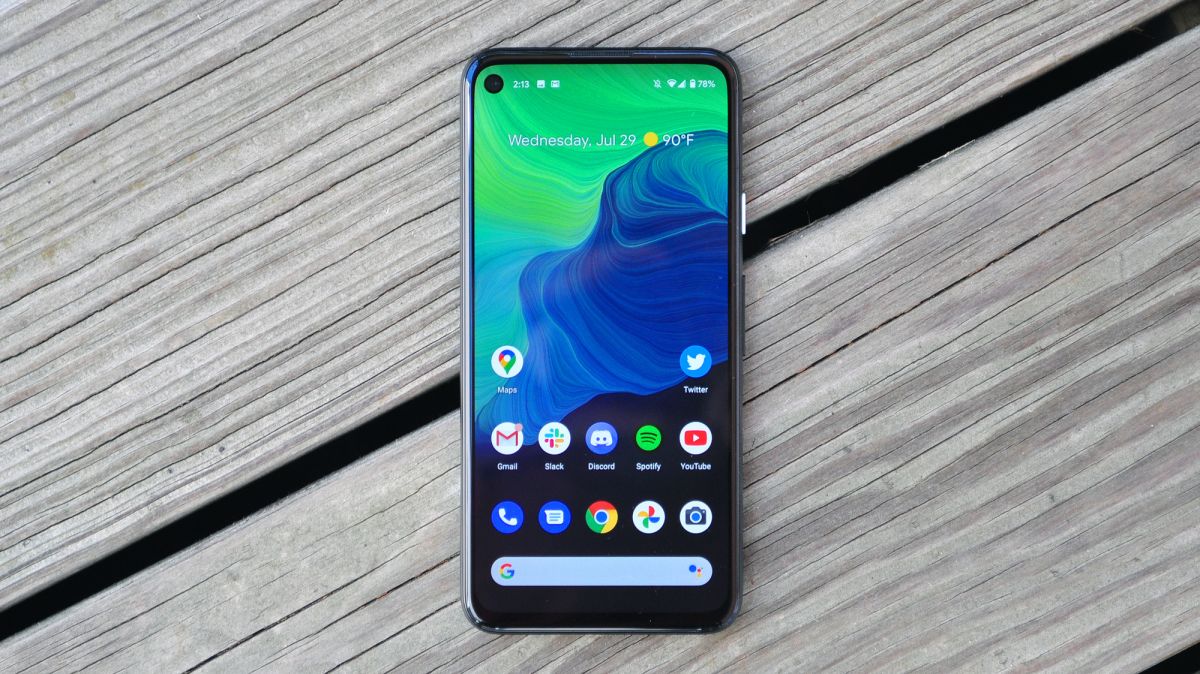 2:13 78%
Wednesday, Jul 29 90°F
Maps Twitter
Gmail Slack Discord Spotify YouTube
G